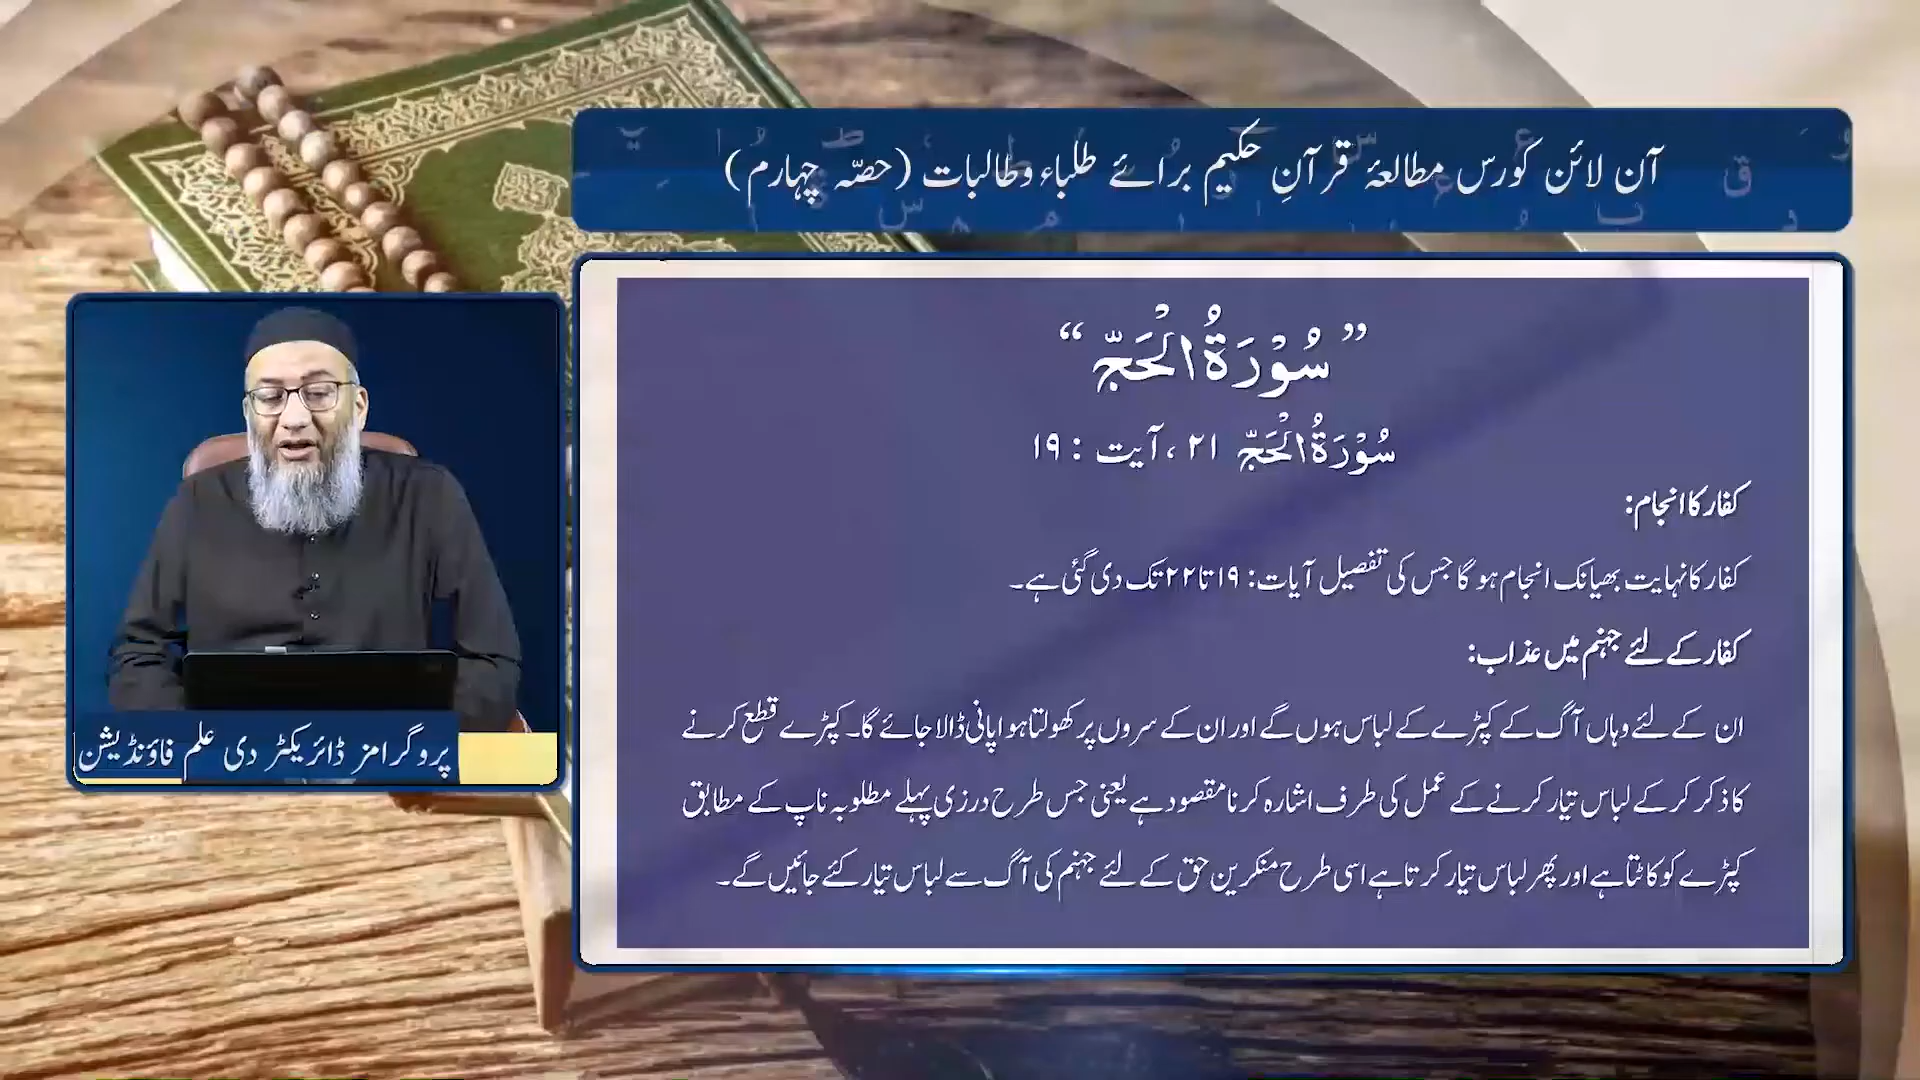 آن لائن کورس مطالعۂ قرآنِ حکیم برائے طلباء وطالبات (حصّہ چہارم)
”سُوْرَۃُ الْحَجّ“
سُوْرَۃُ الْحَجّ ۲۱ ،آیت : ۱۹
کفار کا انجام:
کفار کا نہایت بھیانک انجام ہو گا جس کی تفصیل آیات: ۱۹ تا ۲۲ تک دی گئی ہے۔
کفار کے لئے جہنم میں عذاب:
ان کے لئے وہاں آگ کے کپڑے کے لباس ہوں گے اور ان کے سروں پر کھولتا ہوا پانی ڈالا جائے گا۔ کپڑے قطع کرنے
کا ذکر کر کے لباس تیار کرنے کے عمل کی طرف اشارہ کرنا مقصود ہے یعنی جس طرح درزی پہلے مطلوبہ ناپ کے مطابق
کپڑے کو کاٹتا ہے اور پھر لباس تیار کرتا ہے اسی طرح منکرین حق کے لئے جہنم کی آگ سے لباس تیار کئے جائیں گے۔
پروگرامز ڈائریکٹر دی علم فاؤنڈیشن